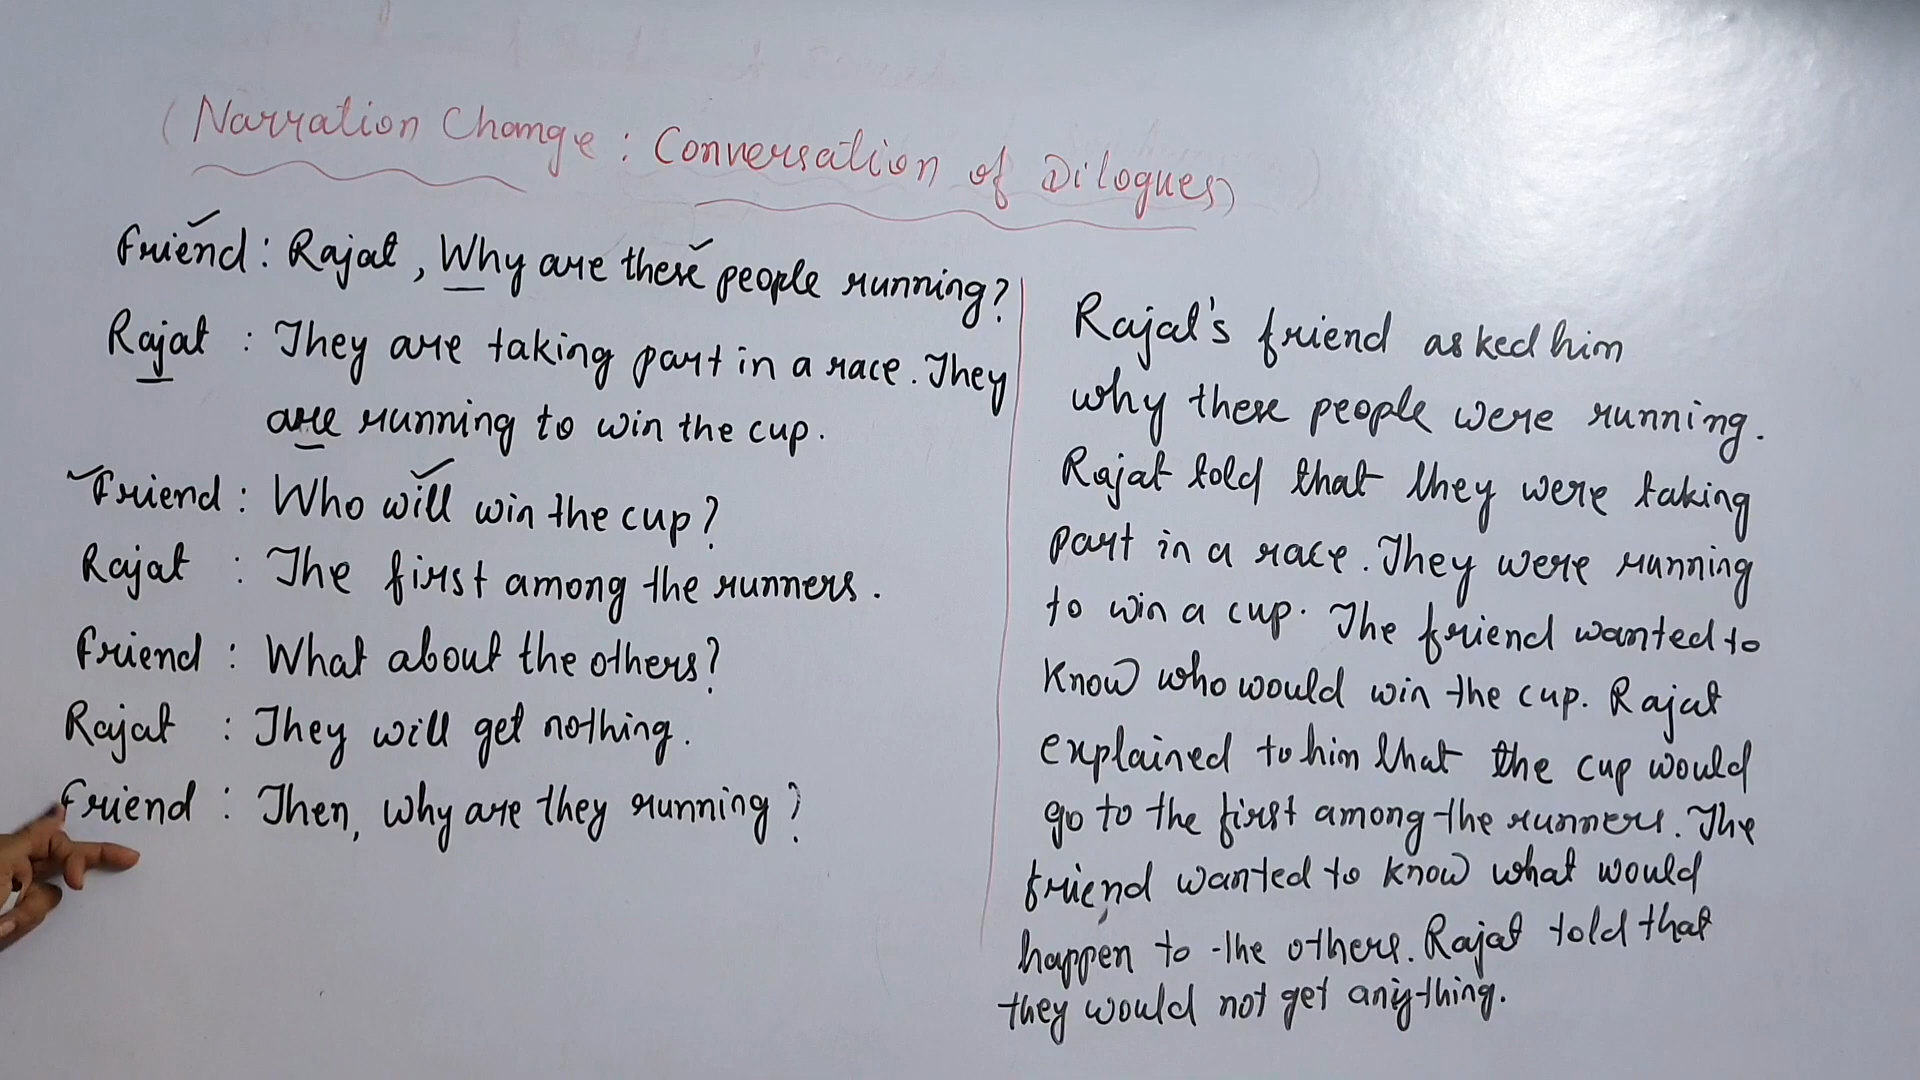 (Narration Change : Conversation of Dilogues)
Friend : Rajat, Why are these people running?
Rajat : They are taking part in a race. They
are running to win the cup.
Friend : Who will win the cup?
Rajat : The first among the runners.
Friend : What about the others?
Rajat : They will get nothing.
Friend : Then, why are they running?
Rajat's friend asked him
why these people were running.
Rajat told that they were taking
part in a race. They were running
to win a cup. The friend wanted to
know who would win the cup. Rajat
explained to him that the cup would
go to the first among the runners. The
friend wanted to know what would
happen to the others. Rajat told that
they would not get anything.